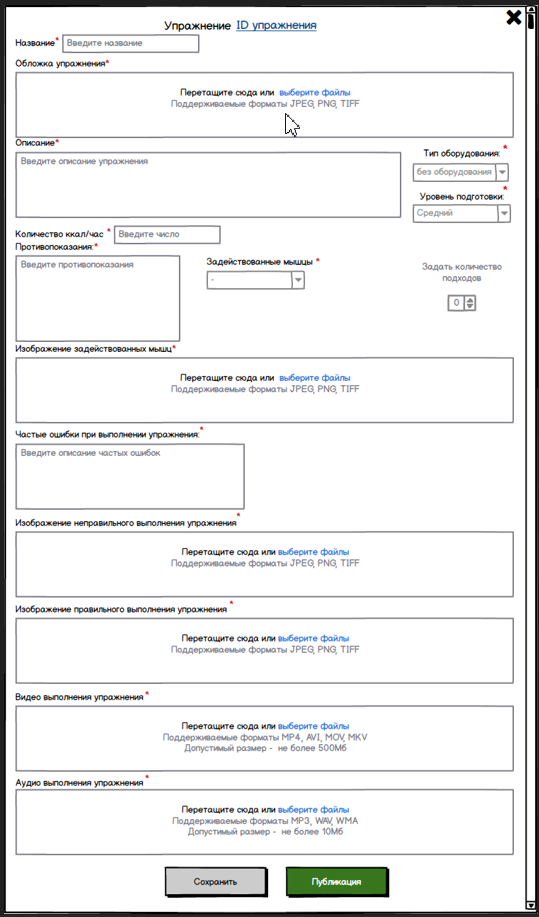 Упражнение ID упражнения
Название* Введите название
Обложка упражнения*
Перетащите сюда или выберите файлы
Поддерживаемые форматы JPEG, PNG, TIFF
Описание*
Введите описание упражнения
Тип оборудования: *
без оборудования
Уровень подготовки: *
Средний
Количество ккал/час * Введите число
Противопоказания:*
Введите противопоказания
Задействованные мышцы *
-
Задать количество
подходов
0
Изображение задействованных мышц*
Перетащите сюда или выберите файлы
Поддерживаемые форматы JPEG, PNG, TIFF
Частые ошибки при выполнении упражнения:*
Введите описание частых ошибок
Изображение неправильного выполнения упражнения*
Перетащите сюда или выберите файлы
Поддерживаемые форматы JPEG, PNG, TIFF
Изображение правильного выполнения упражнения *
Перетащите сюда или выберите файлы
Поддерживаемые форматы JPEG, PNG, TIFF
Видео выполнения упражнения *
Перетащите сюда или выберите файлы
Поддерживаемые форматы MP4, AVI, MOV, MKV
Допустимый размер - не более 500Мб
Аудио выполнения упражнения *
Перетащите сюда или выберите файлы
Поддерживаемые форматы MP3, WAV, WMA
Допустимый размер - не более 10Мб
Сохранить
Публикация